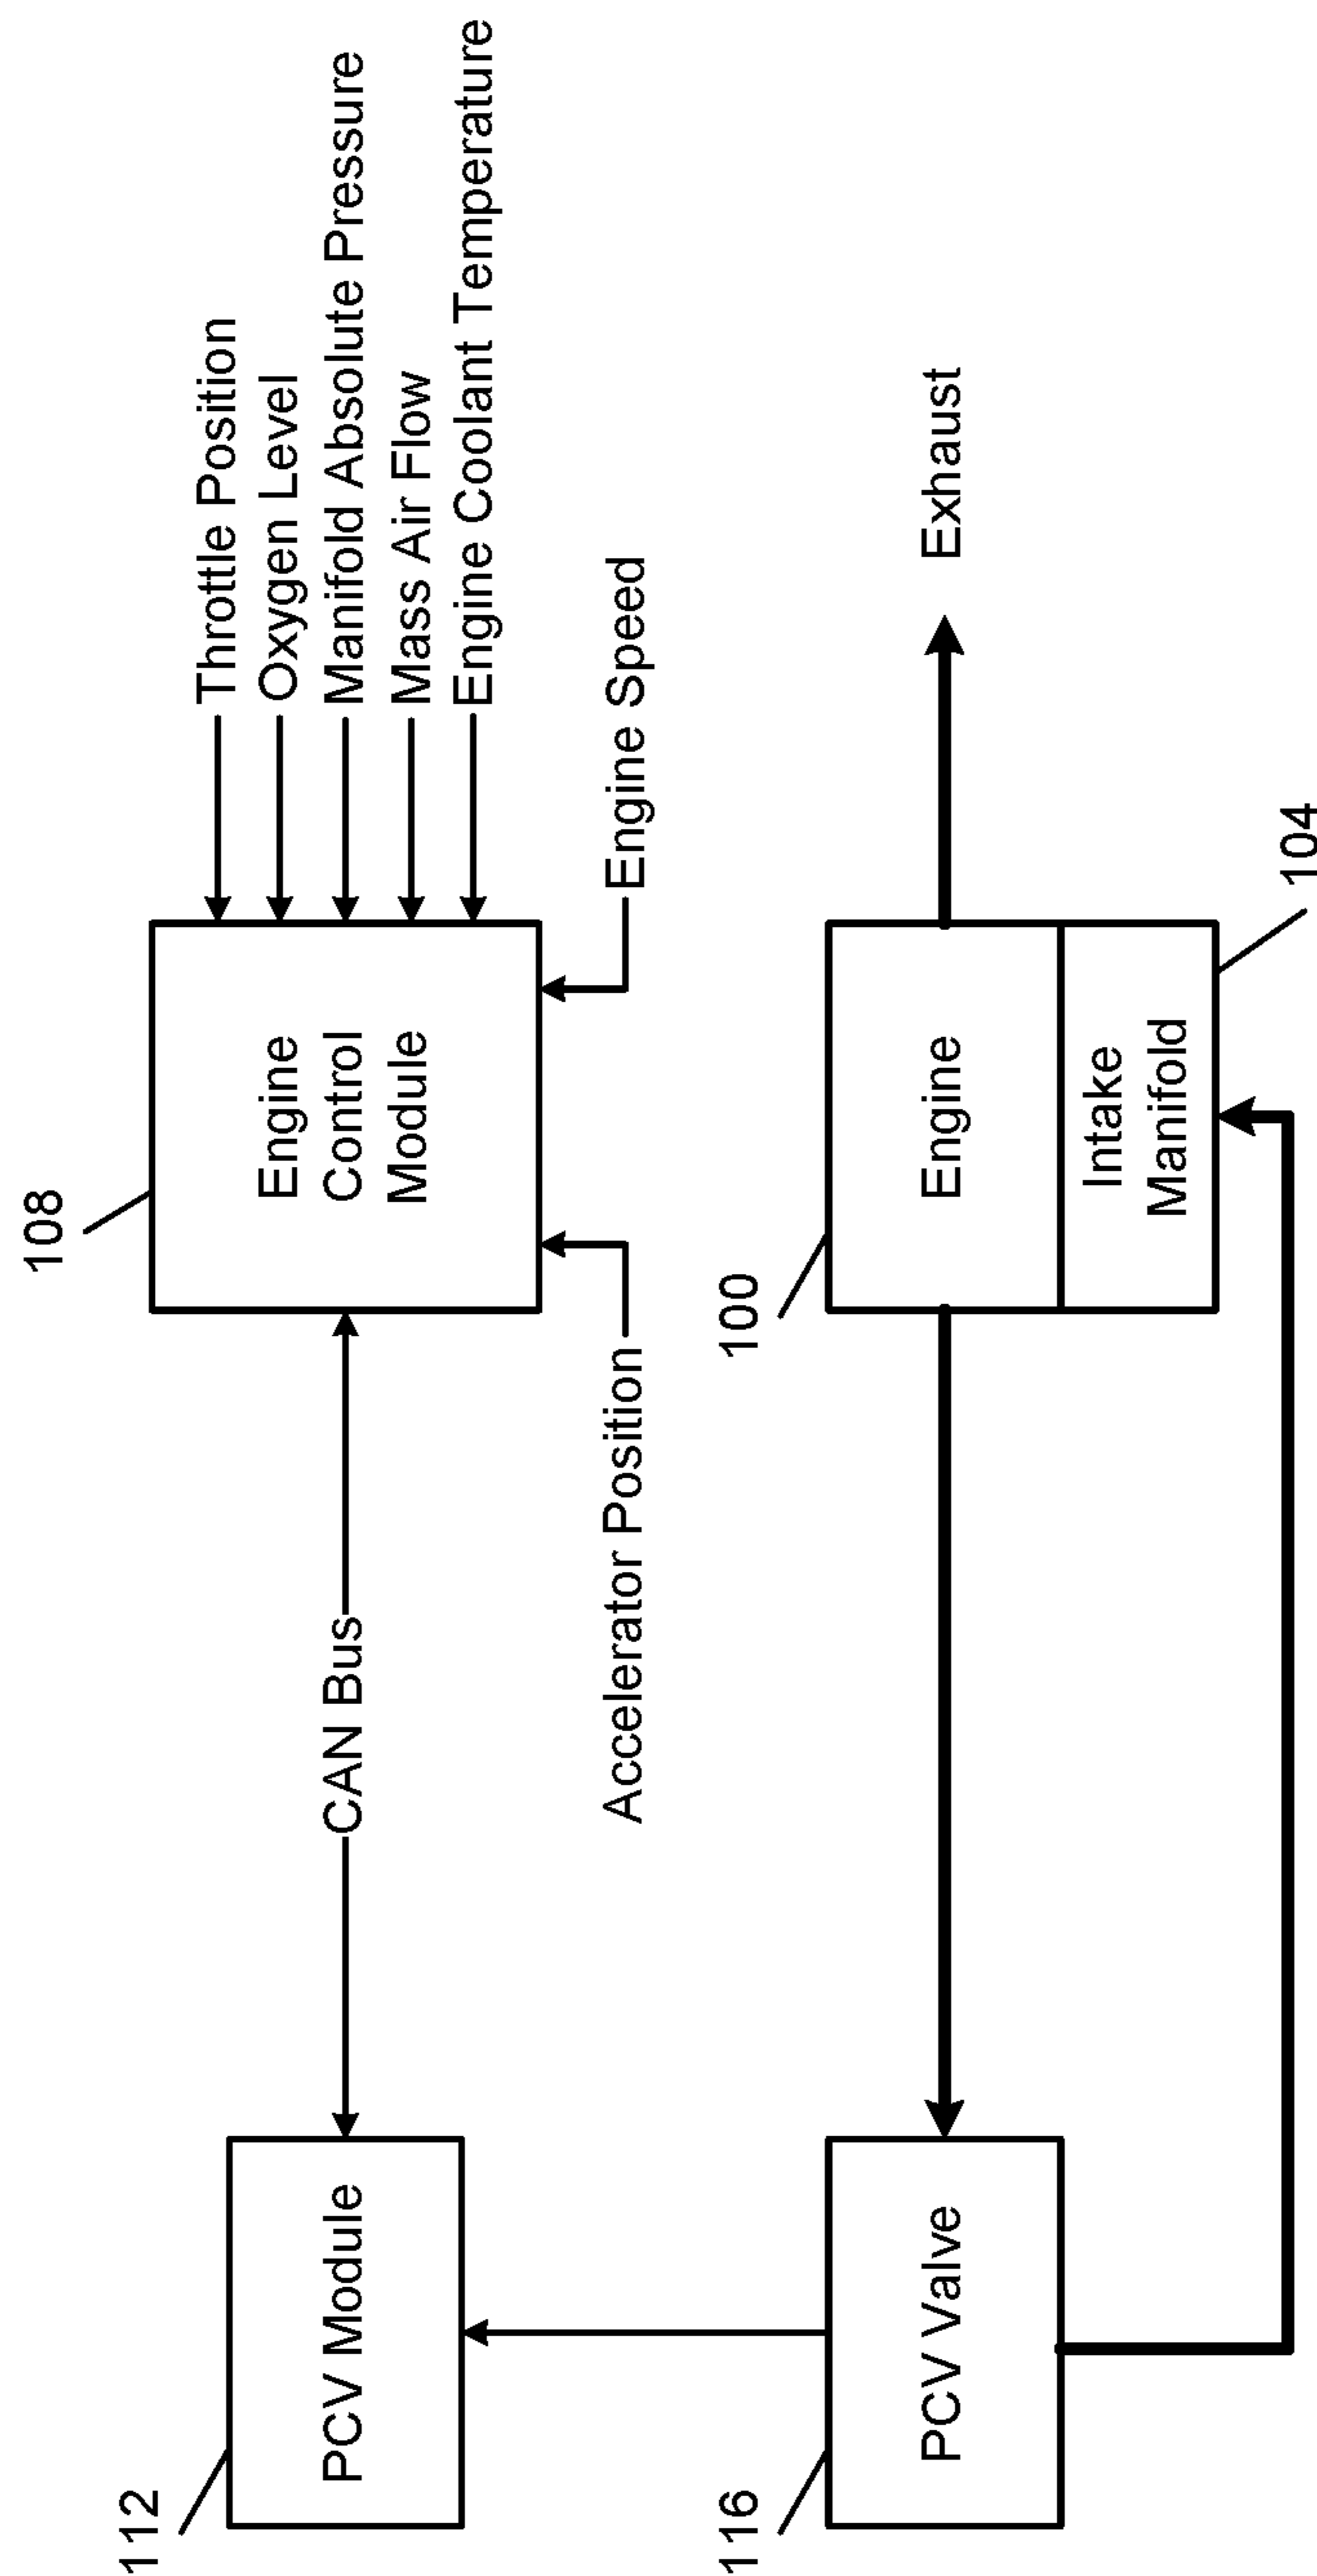 108
112
PCV Module
CAN Bus
Engine
Control
Module
Throttle Position
Oxygen Level
Manifold Absolute Pressure
Mass Air Flow
Engine Coolant Temperature
Accelerator Position
Engine Speed
116
100
PCV Valve
Engine
Exhaust
Intake
Manifold
104